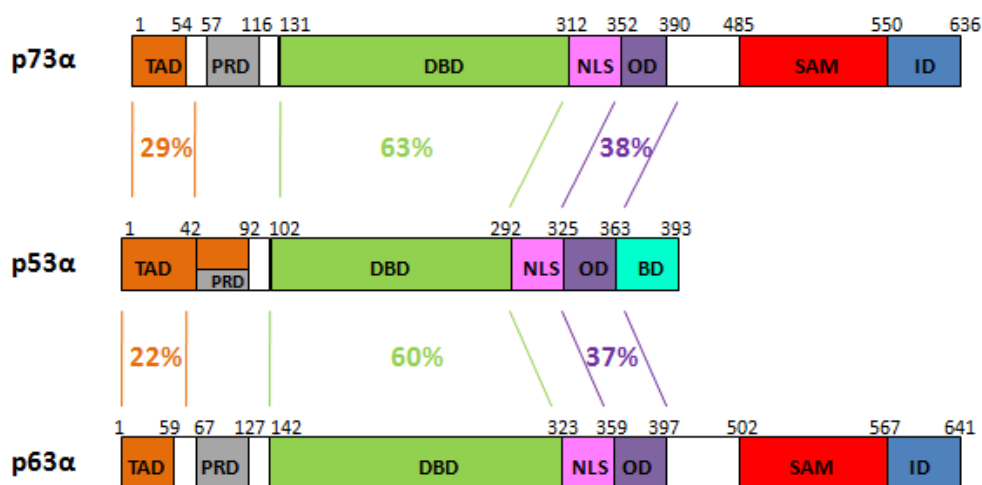 1 54 57 116 131 312 352 390 485 550 636
p73α TAD PRD DBD NLS OD SAM ID
29% 63% 38%
1 42 92 102 292 325 363 393
p53α TAD PRD DBD NLS OD BD
22% 60% 37%
1 59 67 127 142 323 359 397 502 567 641
p63α TAD PRD DBD NLS OD SAM ID